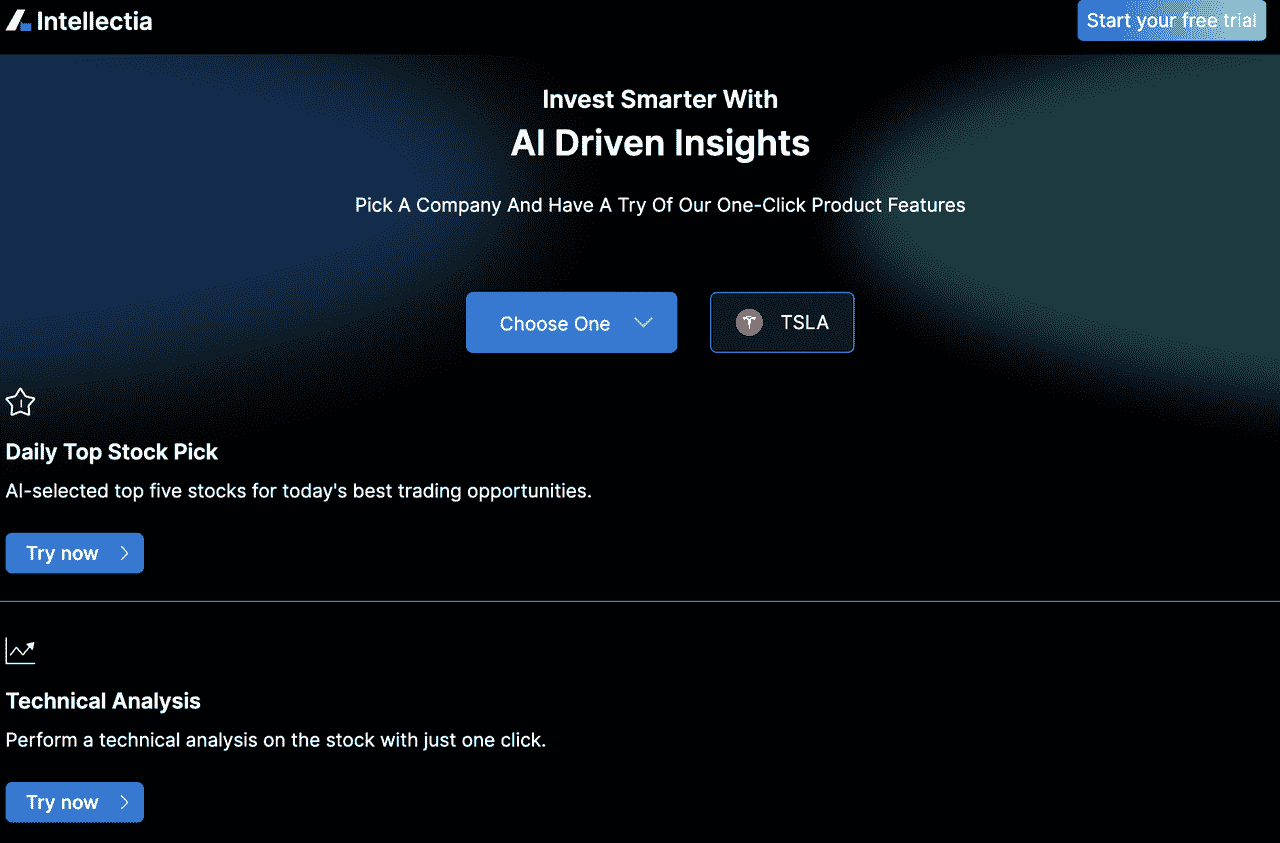 Intellectia
Start your free trial
Invest Smarter With
AI Driven Insights
Pick A Company And Have A Try Of Our One-Click Product Features
Choose One
TSLA
Daily Top Stock Pick
AI-selected top five stocks for today's best trading opportunities.
Try now
Technical Analysis
Perform a technical analysis on the stock with just one click.
Try now